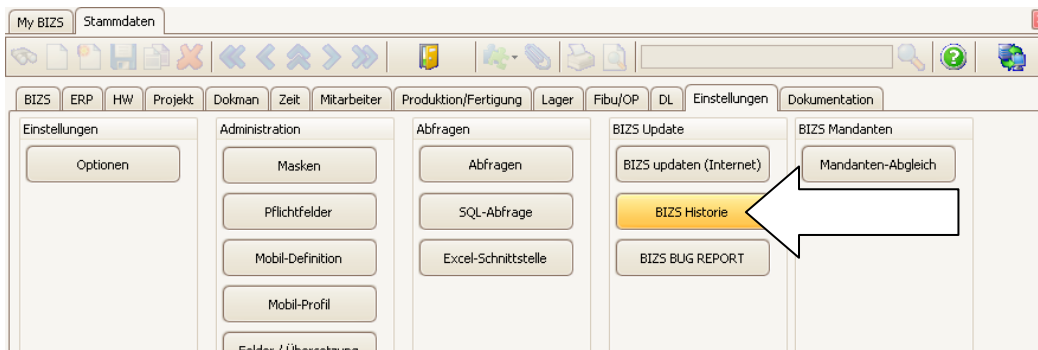 My BIZS Stammdaten
BIZS ERP HW Projekt Dokman Zeit Mitarbeiter Produktion/Fertigung Lager Fibu/OP DL Einstellungen Dokumentation
Einstellungen Administration Abfragen BIZS Update BIZS Mandanten
Optionen Masken Abfragen BIZS updaten (Internet) Mandanten-Abgleich
Pflichtfelder SQL-Abfrage BIZS Historie
Mobil-Definition Excel-Schnittstelle BIZS BUG REPORT
Mobil-Profil
Felder / Übersetzung